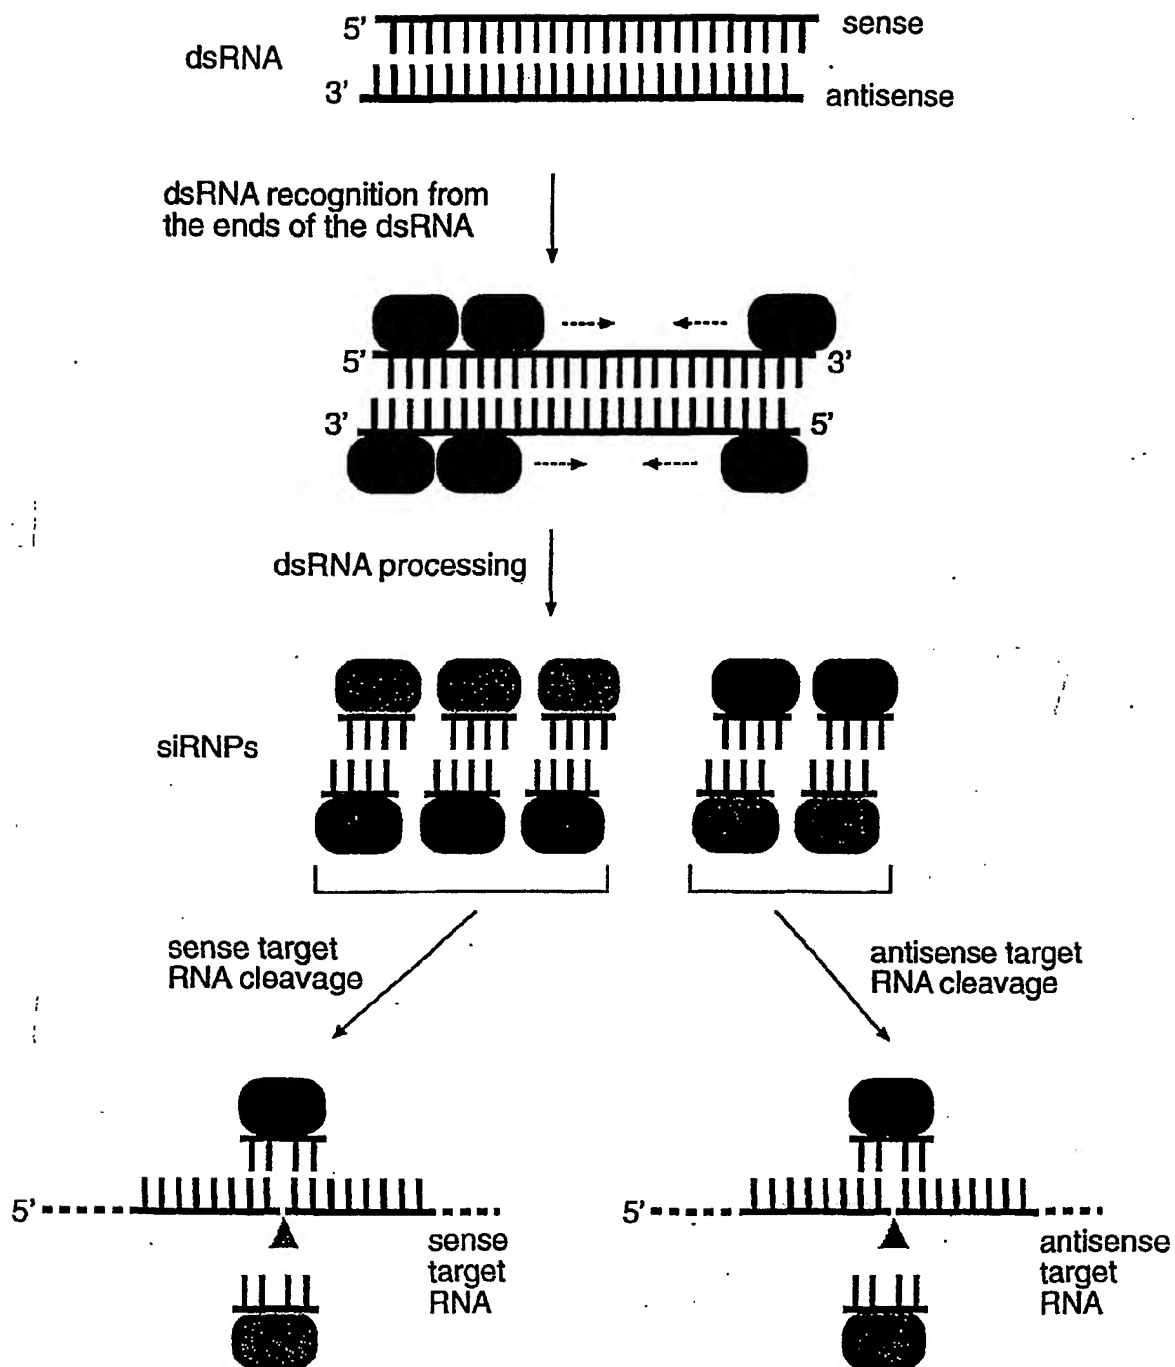 5' sense
dsRNA
3' antisense
dsRNA recognition from
the ends of the dsRNA
5' 3'
3' 5'
dsRNA processing
siRNPs
sense target
RNA cleavage
antisense target
RNA cleavage
5'
sense
target
RNA
5'
antisense
target
RNA